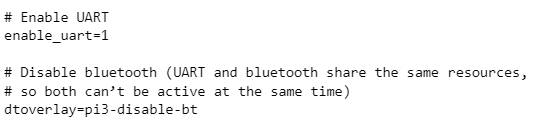 # Enable UART
enable_uart=1
# Disable bluetooth (UART and bluetooth share the same resources,
# so both can’t be active at the same time)
dtoverlay=pi3-disable-bt